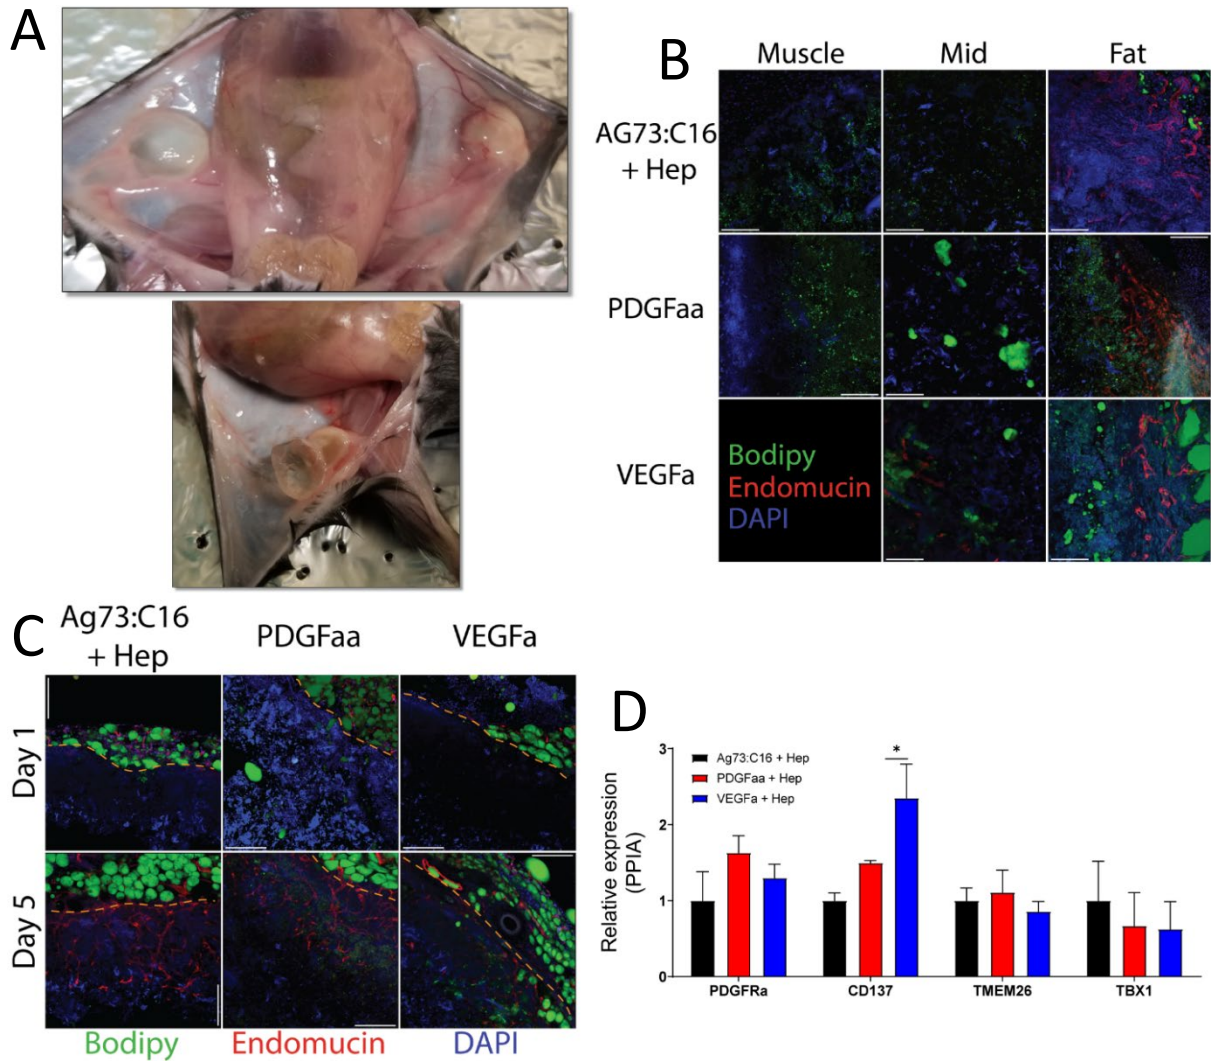 A
B
Muscle Mid Fat
AG73:C16
+ Hep
PDGFaa
VEGFa
Bodipy
Endomucin
DAPI
C
Ag73:C16
+ Hep
PDGFaa
VEGFa
Day 1
Day 5
Bodipy Endomucin DAPI
D
Relative expression
(PPIA)
3
2
1
0
Ag73:C16 + Hep
PDGFaa + Hep
VEGFa + Hep
*
PDGFRa CD137 TMEM26 TBX1